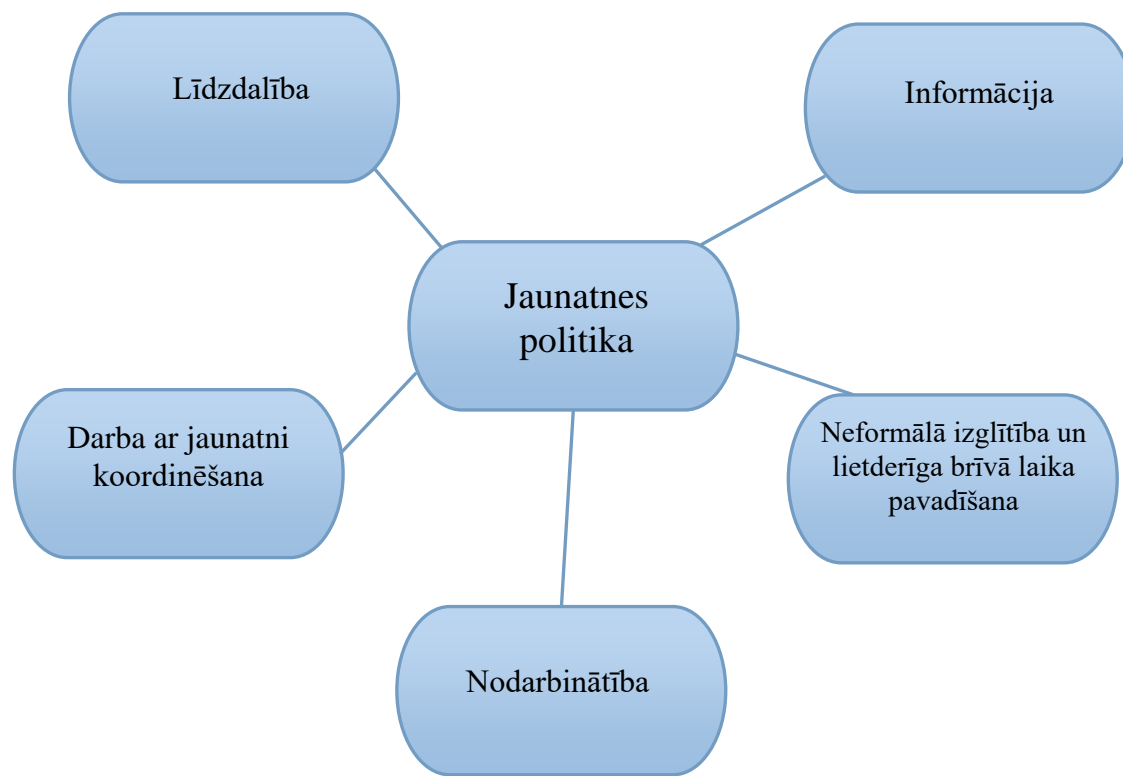 Līdzdalība
Informācija
Jaunatnes
politika
Darba ar jaunatni
koordinēšana
Neformālā izglītība un
lietderīga brīvā laika
pavadīšana
Nodarbinātība